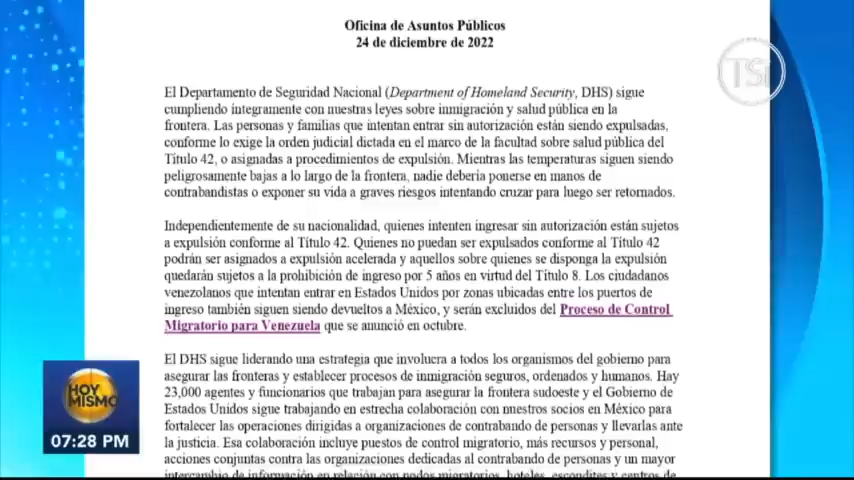 Oficina de Asuntos Públicos
24 de diciembre de 2022
TSi
El Departamento de Seguridad Nacional (Department of Homeland Security, DHS) sigue
cumpliendo íntegramente con nuestras leyes sobre inmigración y salud pública en la
frontera. Las personas y familias que intentan entrar sin autorización están siendo expulsadas,
conforme lo exige la orden judicial dictada en el marco de la facultad sobre salud pública del
Título 42, o asignadas a procedimientos de expulsión. Mientras las temperaturas siguen siendo
peligrosamente bajas a lo largo de la frontera, nadie debería ponerse en manos de
contrabandistas o exponer su vida a graves riesgos intentando cruzar para luego ser retornados.
Independientemente de su nacionalidad, quienes intenten ingresar sin autorización están sujetos
a expulsión conforme al Título 42. Quienes no puedan ser expulsados conforme al Título 42
podrán ser asignados a expulsión acelerada y aquellos sobre quienes se disponga la expulsión
quedarán sujetos a la prohibición de ingreso por 5 años en virtud del Título 8. Los ciudadanos
venezolanos que intentan entrar en Estados Unidos por zonas ubicadas entre los puertos de
ingreso también siguen siendo devueltos a México, y serán excluidos del Proceso de Control
Migratorio para Venezuela que se anunció en octubre.
El DHS sigue liderando una estrategia que involucra a todos los organismos del gobierno para
asegurar las fronteras y establecer procesos de inmigración seguros, ordenados y humanos. Hay
23,000 agentes y funcionarios que trabajan para asegurar la frontera sudoeste y el Gobierno de
Estados Unidos sigue trabajando en estrecha colaboración con nuestros socios en México para
fortalecer las operaciones dirigidas a organizaciones de contrabando de personas y llevarlas ante
la justicia. Esa colaboración incluye puestos de control migratorio, más recursos y personal,
acciones conjuntas contra las organizaciones dedicadas al contrabando de personas y un mayor
intercambio de información en relación con nodos migratorios, hoteles, escondites y centros de
HOY
MISMO
07:28 PM